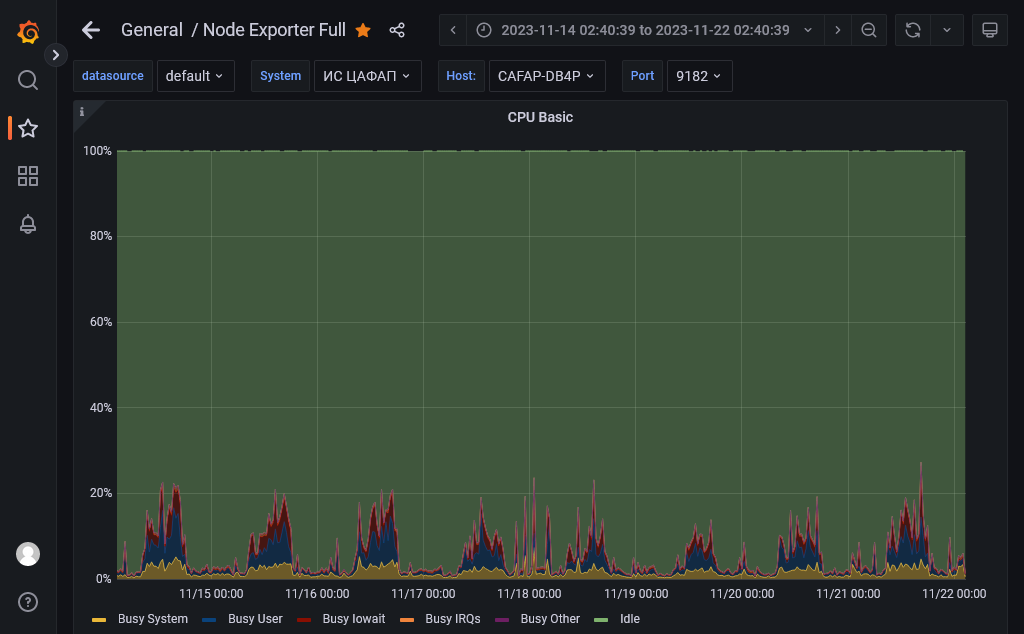 General / Node Exporter Full
2023-11-14 02:40:39 to 2023-11-22 02:40:39
datasource default System ИС ЦАФАП Host: CAFAP-DB4P Port 9182
i
CPU Basic
100%
80%
60%
40%
20%
0%
11/15 00:00 11/16 00:00 11/17 00:00 11/18 00:00 11/19 00:00 11/20 00:00 11/21 00:00 11/22 00:00
Busy System Busy User Busy Iowait Busy IRQs Busy Other Idle